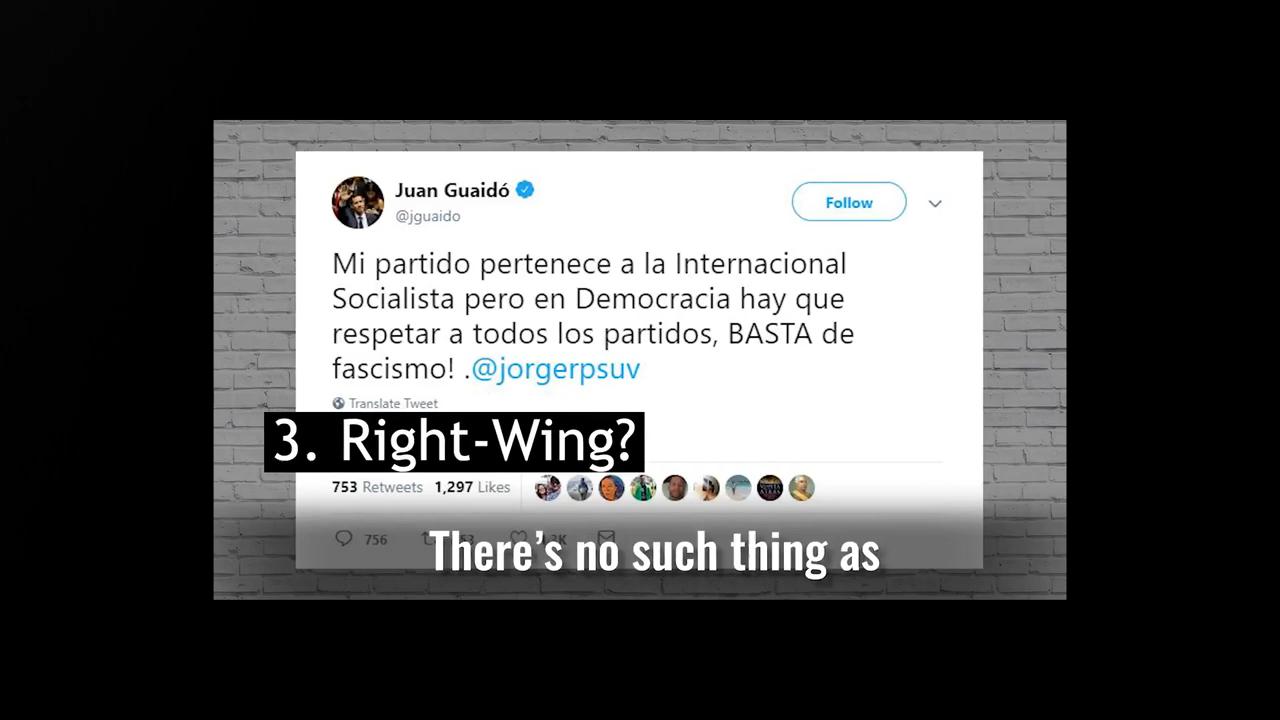 Juan Guaidó
@jguaido
Follow
Mi partido pertenece a la Internacional
Socialista pero en Democracia hay que
respetar a todos los partidos, BASTA de
fascismo! .@jorgerpsuv
Translate Tweet
3. Right-Wing?
753 Retweets 1,297 Likes
756
There's no such thing as